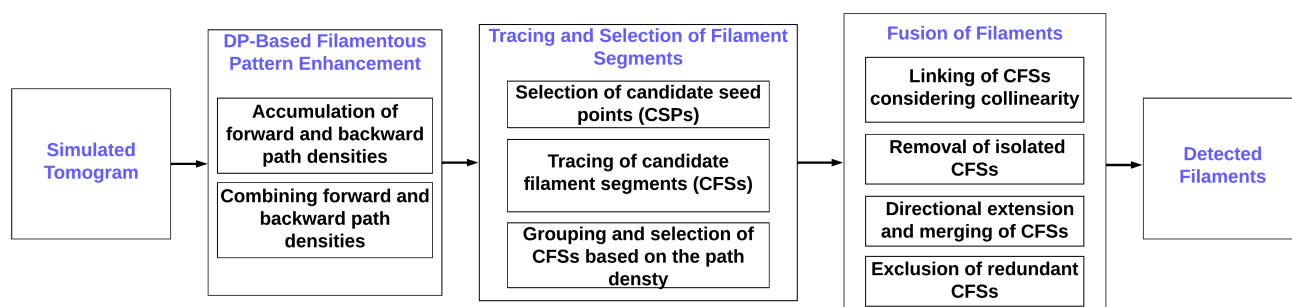 Simulated
Tomogram
DP-Based Filamentous
Pattern Enhancement
Accumulation of
forward and backward
path densities
Combining forward and
backward path
densities
Tracing and Selection of Filament
Segments
Selection of candidate seed
points (CSPs)
Tracing of candidate
filament segments (CFSs)
Grouping and selection of
CFSs based on the path
densty
Fusion of Filaments
Linking of CFSs
considering collinearity
Removal of isolated
CFSs
Directional extension
and merging of CFSs
Exclusion of redundant
CFSs
Detected
Filaments